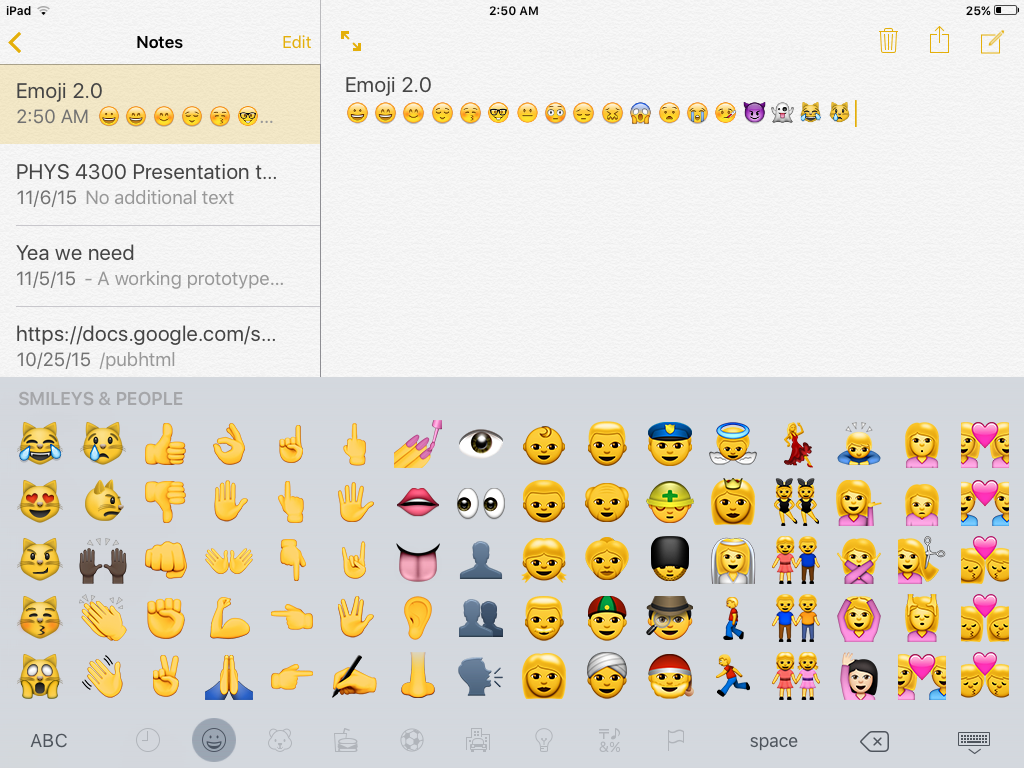 iPad 2:50 AM 25%
Notes Edit
Emoji 2.0
2:50 AM 😀😄😊😌😚🤓...
PHYS 4300 Presentation t...
11/6/15 No additional text
Yea we need
11/5/15 - A working prototype...
https://docs.google.com/s...
10/25/15 /pubhtml
Emoji 2.0
😀😄😊😌😚🤓😐😳😔😖😱😧😭🤒😈👻😹😿
SMILEYS & PEOPLE
ABC space